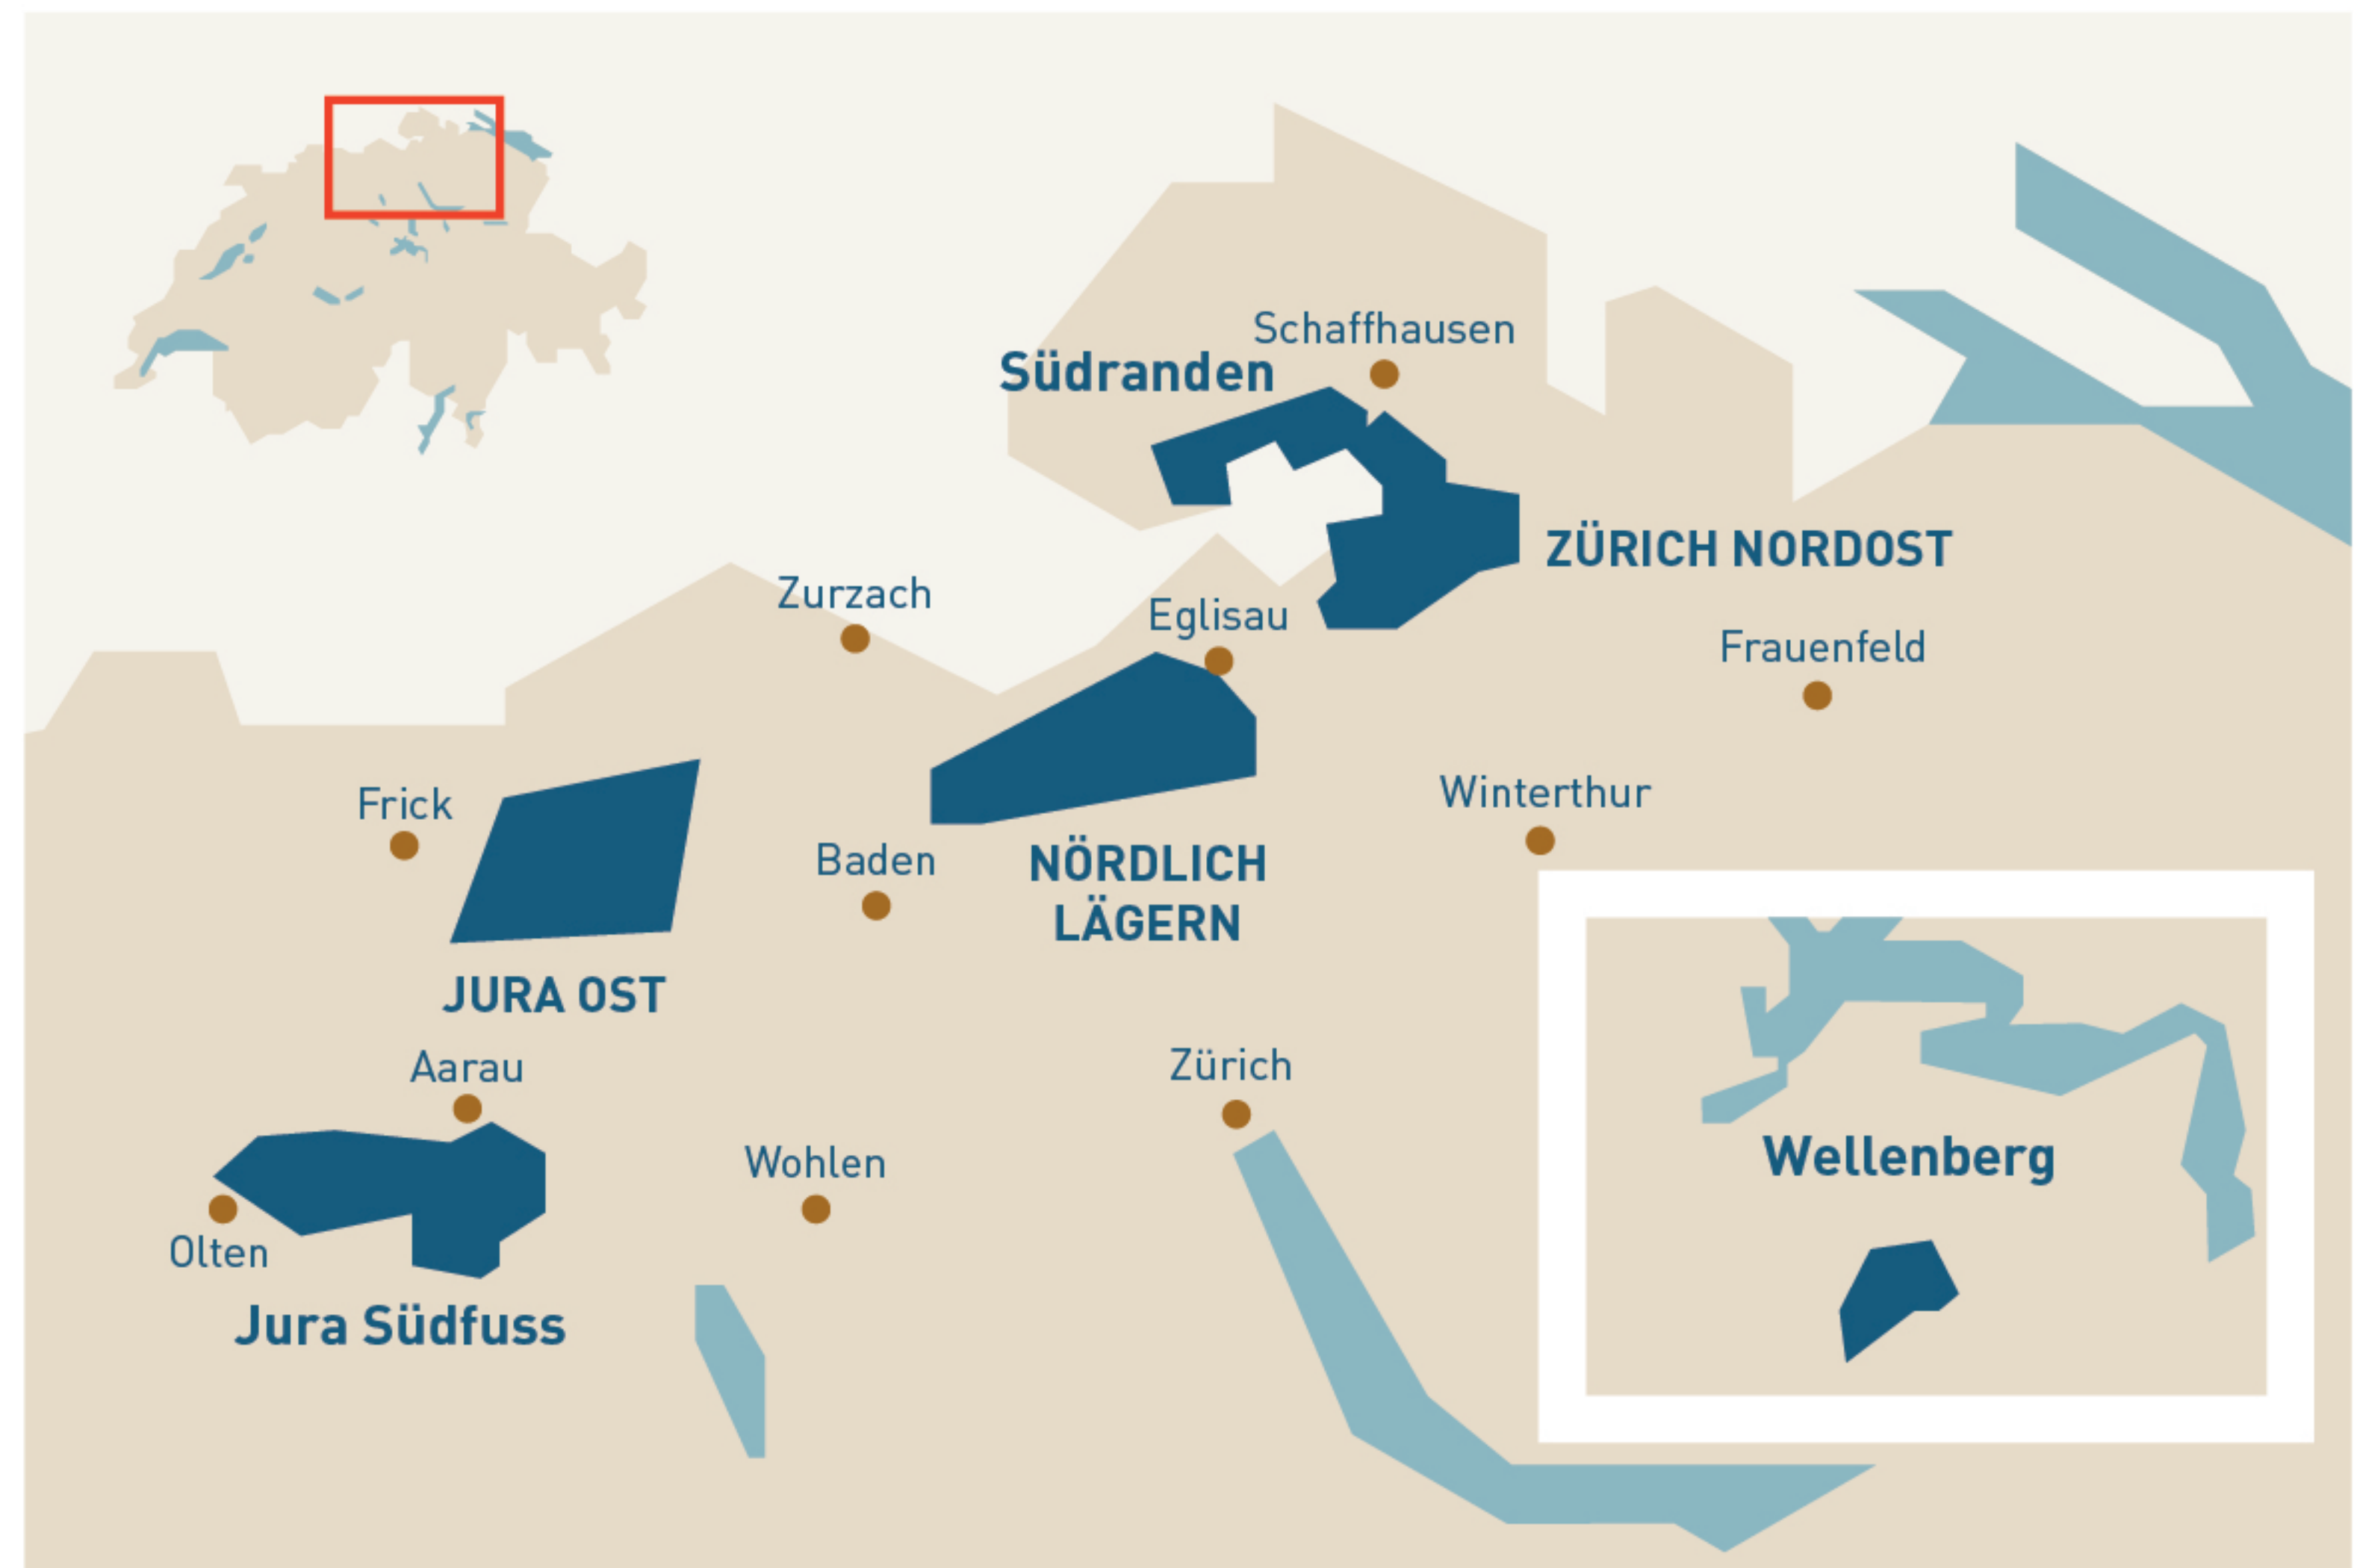 Schaffhausen
Südranden
ZÜRICH NORDOST
Zurzach
Eglisau
Frauenfeld
Frick
Winterthur
Baden
NÖRDLICH
LÄGERN
JURA OST
Aarau
Zürich
Wohlen
Wellenberg
Olten
Jura Südfuss